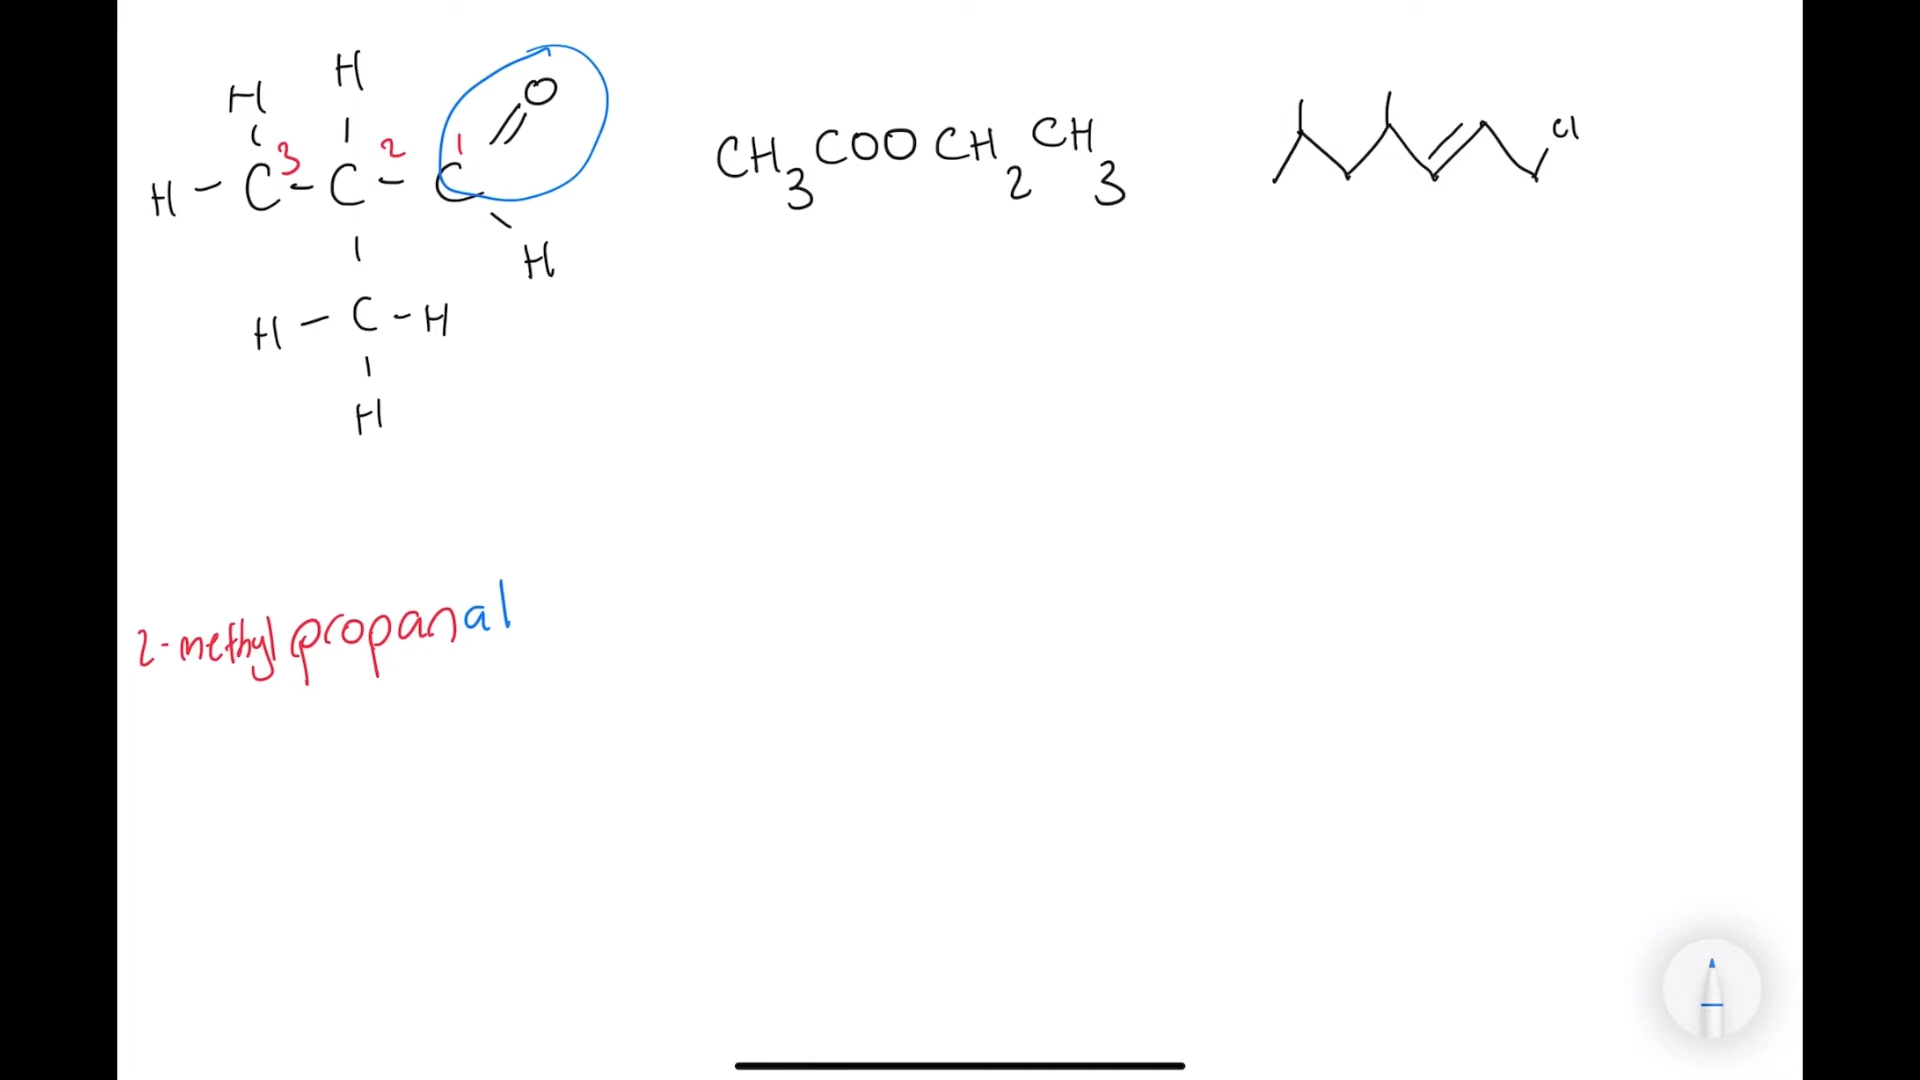 H H O
H - C 3 - C 2 - C 1
H
H - C - H
H
CH3COOCH2CH3
Cl
2-methyl propanal